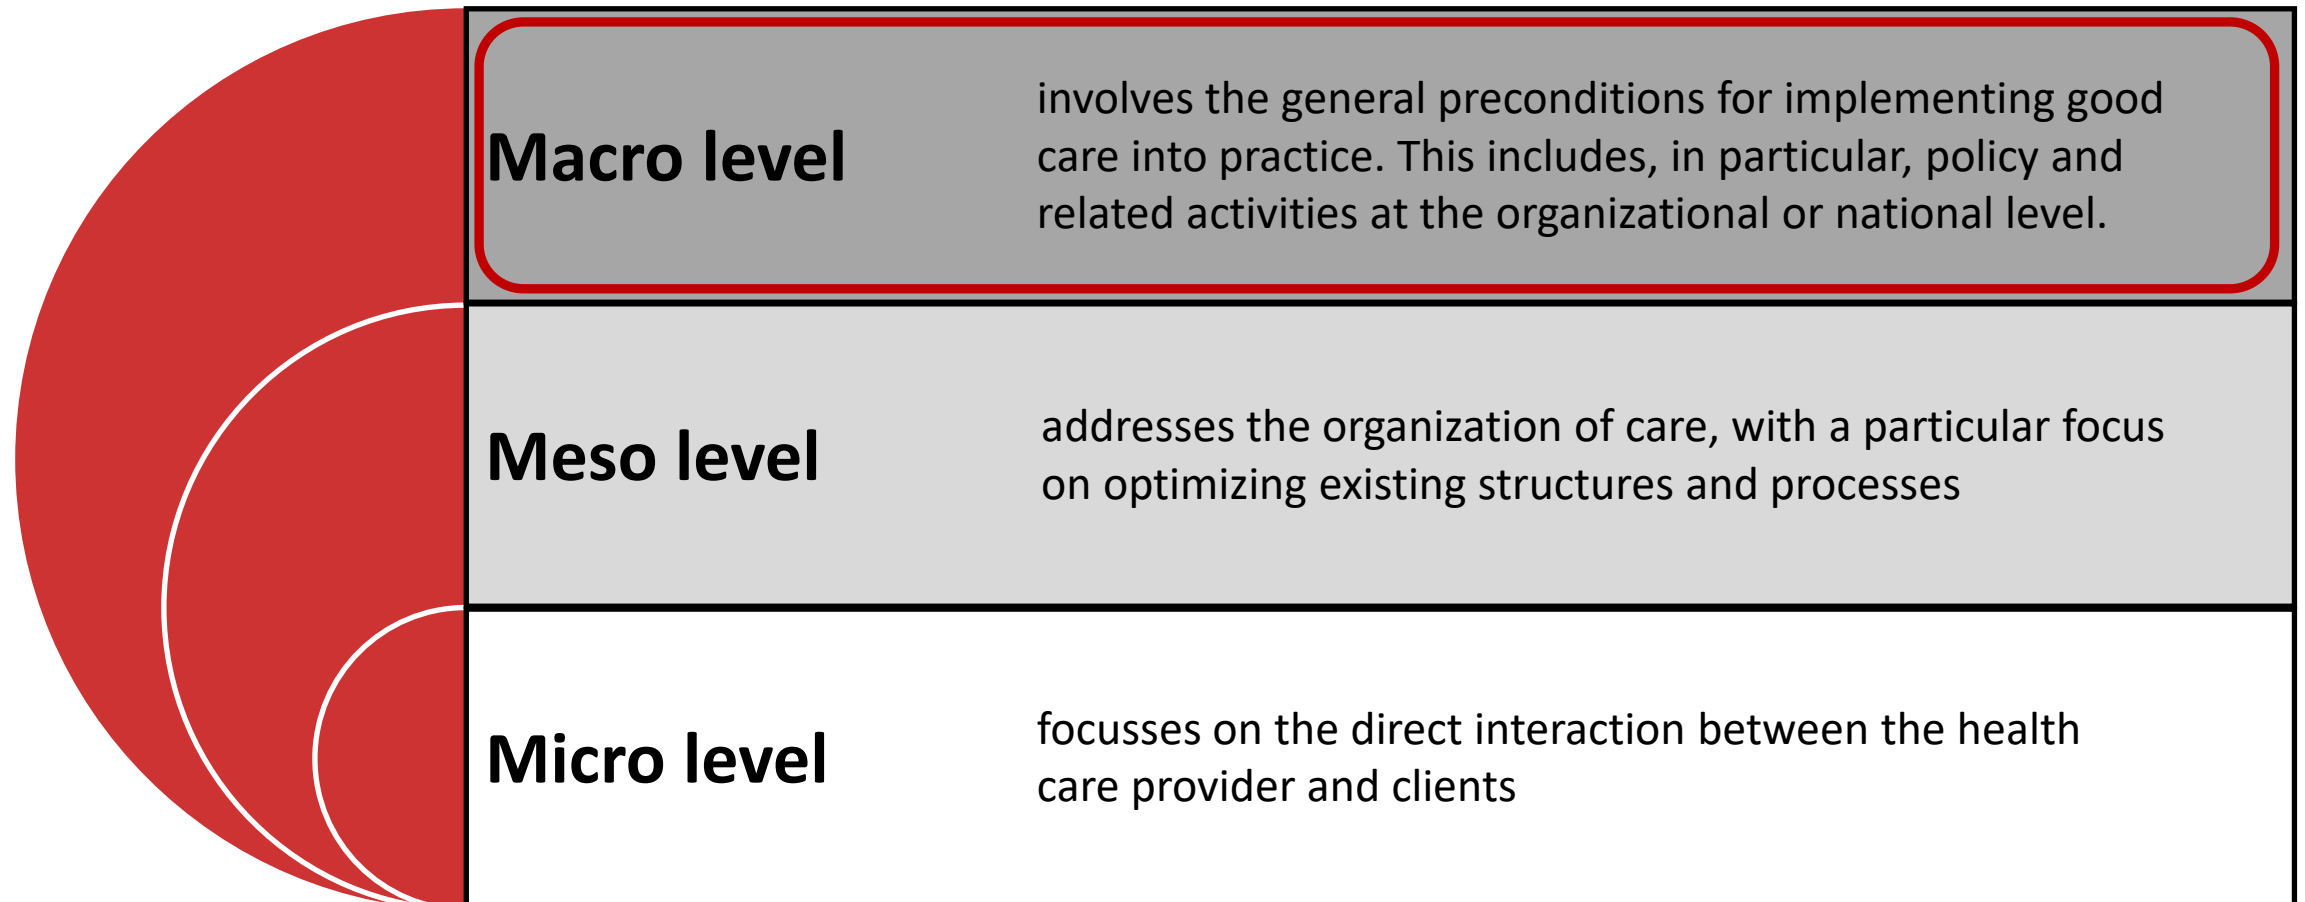 Macro level
involves the general preconditions for implementing good
care into practice. This includes, in particular, policy and
related activities at the organizational or national level.
Meso level
addresses the organization of care, with a particular focus
on optimizing existing structures and processes
Micro level
focusses on the direct interaction between the health
care provider and clients